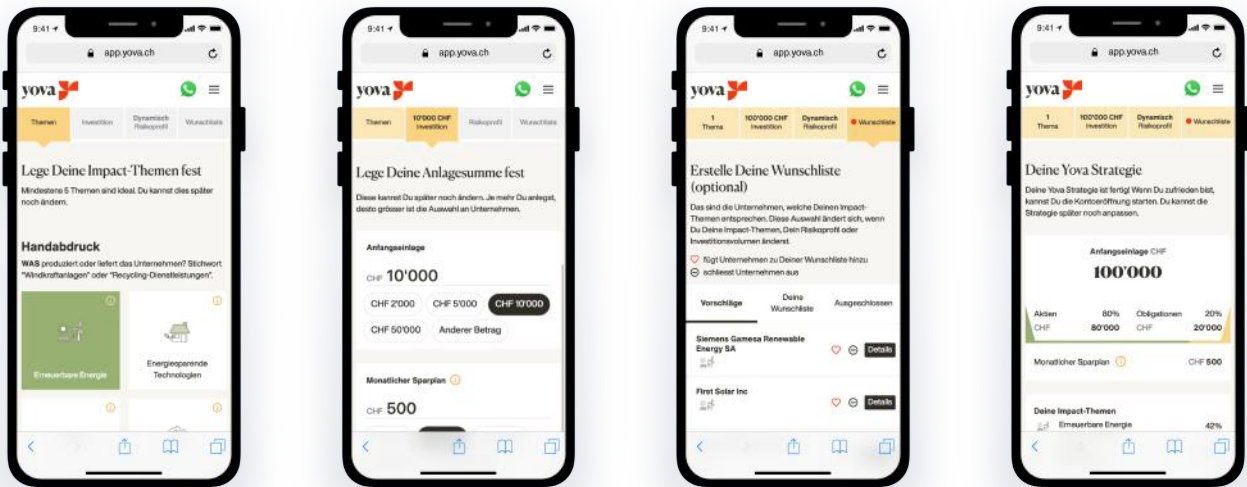 9:41
app.yova.ch
yova
Themen
Investition
Dynamisch
Risikoprofil
Wunschliste
Lege Deine Impact-Themen fest
Mindestens 5 Themen sind ideal. Du kannst dies später
noch ändern.
Handabdruck
WAS produziert oder liefert das Unternehmen? Stichwort
"Windkraftanlagen" oder "Recycling-Dienstleistungen".
Erneuerbare Energie
Energiesparende
Technologien
9:41
app.yova.ch
yova
Themen
10'000 CHF
Investition
Risikoprofil
Wunschliste
Lege Deine Anlagesumme fest
Diese kannst Du später noch ändern. Je mehr Du anlegst,
desto grösser ist die Auswahl an Unternehmen.
Anfangseinlage
CHF 10'000
CHF 2'000
CHF 5'000
CHF 10'000
CHF 50'000
Anderer Betrag
Monatlicher Sparplan
CHF 500
9:41
app.yova.ch
yova
1
Thema
100'000 CHF
Investition
Dynamisch
Risikoprofil
Wunschliste
Erstelle Deine Wunschliste
(optional)
Das sind die Unternehmen, welche Deinen Impact-
Themen entsprechen. Diese Auswahl ändert sich, wenn
Du Deine Impact-Themen, Dein Risikoprofil oder
Investitionsvolumen änderst.
fügt Unternehmen zu Deiner Wunschliste hinzu
schliesst Unternehmen aus
Vorschläge
Deine
Wunschliste
Ausgeschlossen
Siemens Gamesa Renewable
Energy SA
Details
First Solar Inc
Details
9:41
app.yova.ch
yova
1
Thema
100'000 CHF
Investition
Dynamisch
Risikoprofil
Wunschliste
Deine Yova Strategie
Deine Yova Strategie ist fertig! Wenn Du zufrieden bist,
kannst Du die Kontoeröffnung starten. Du kannst die
Strategie später noch anpassen.
Anfangseinlage CHF
100'000
Aktien 80%
CHF 80'000
Obligationen 20%
CHF 20'000
Monatlicher Sparplan
CHF 500
Deine Impact-Themen
Erneuerbare Energie 42%